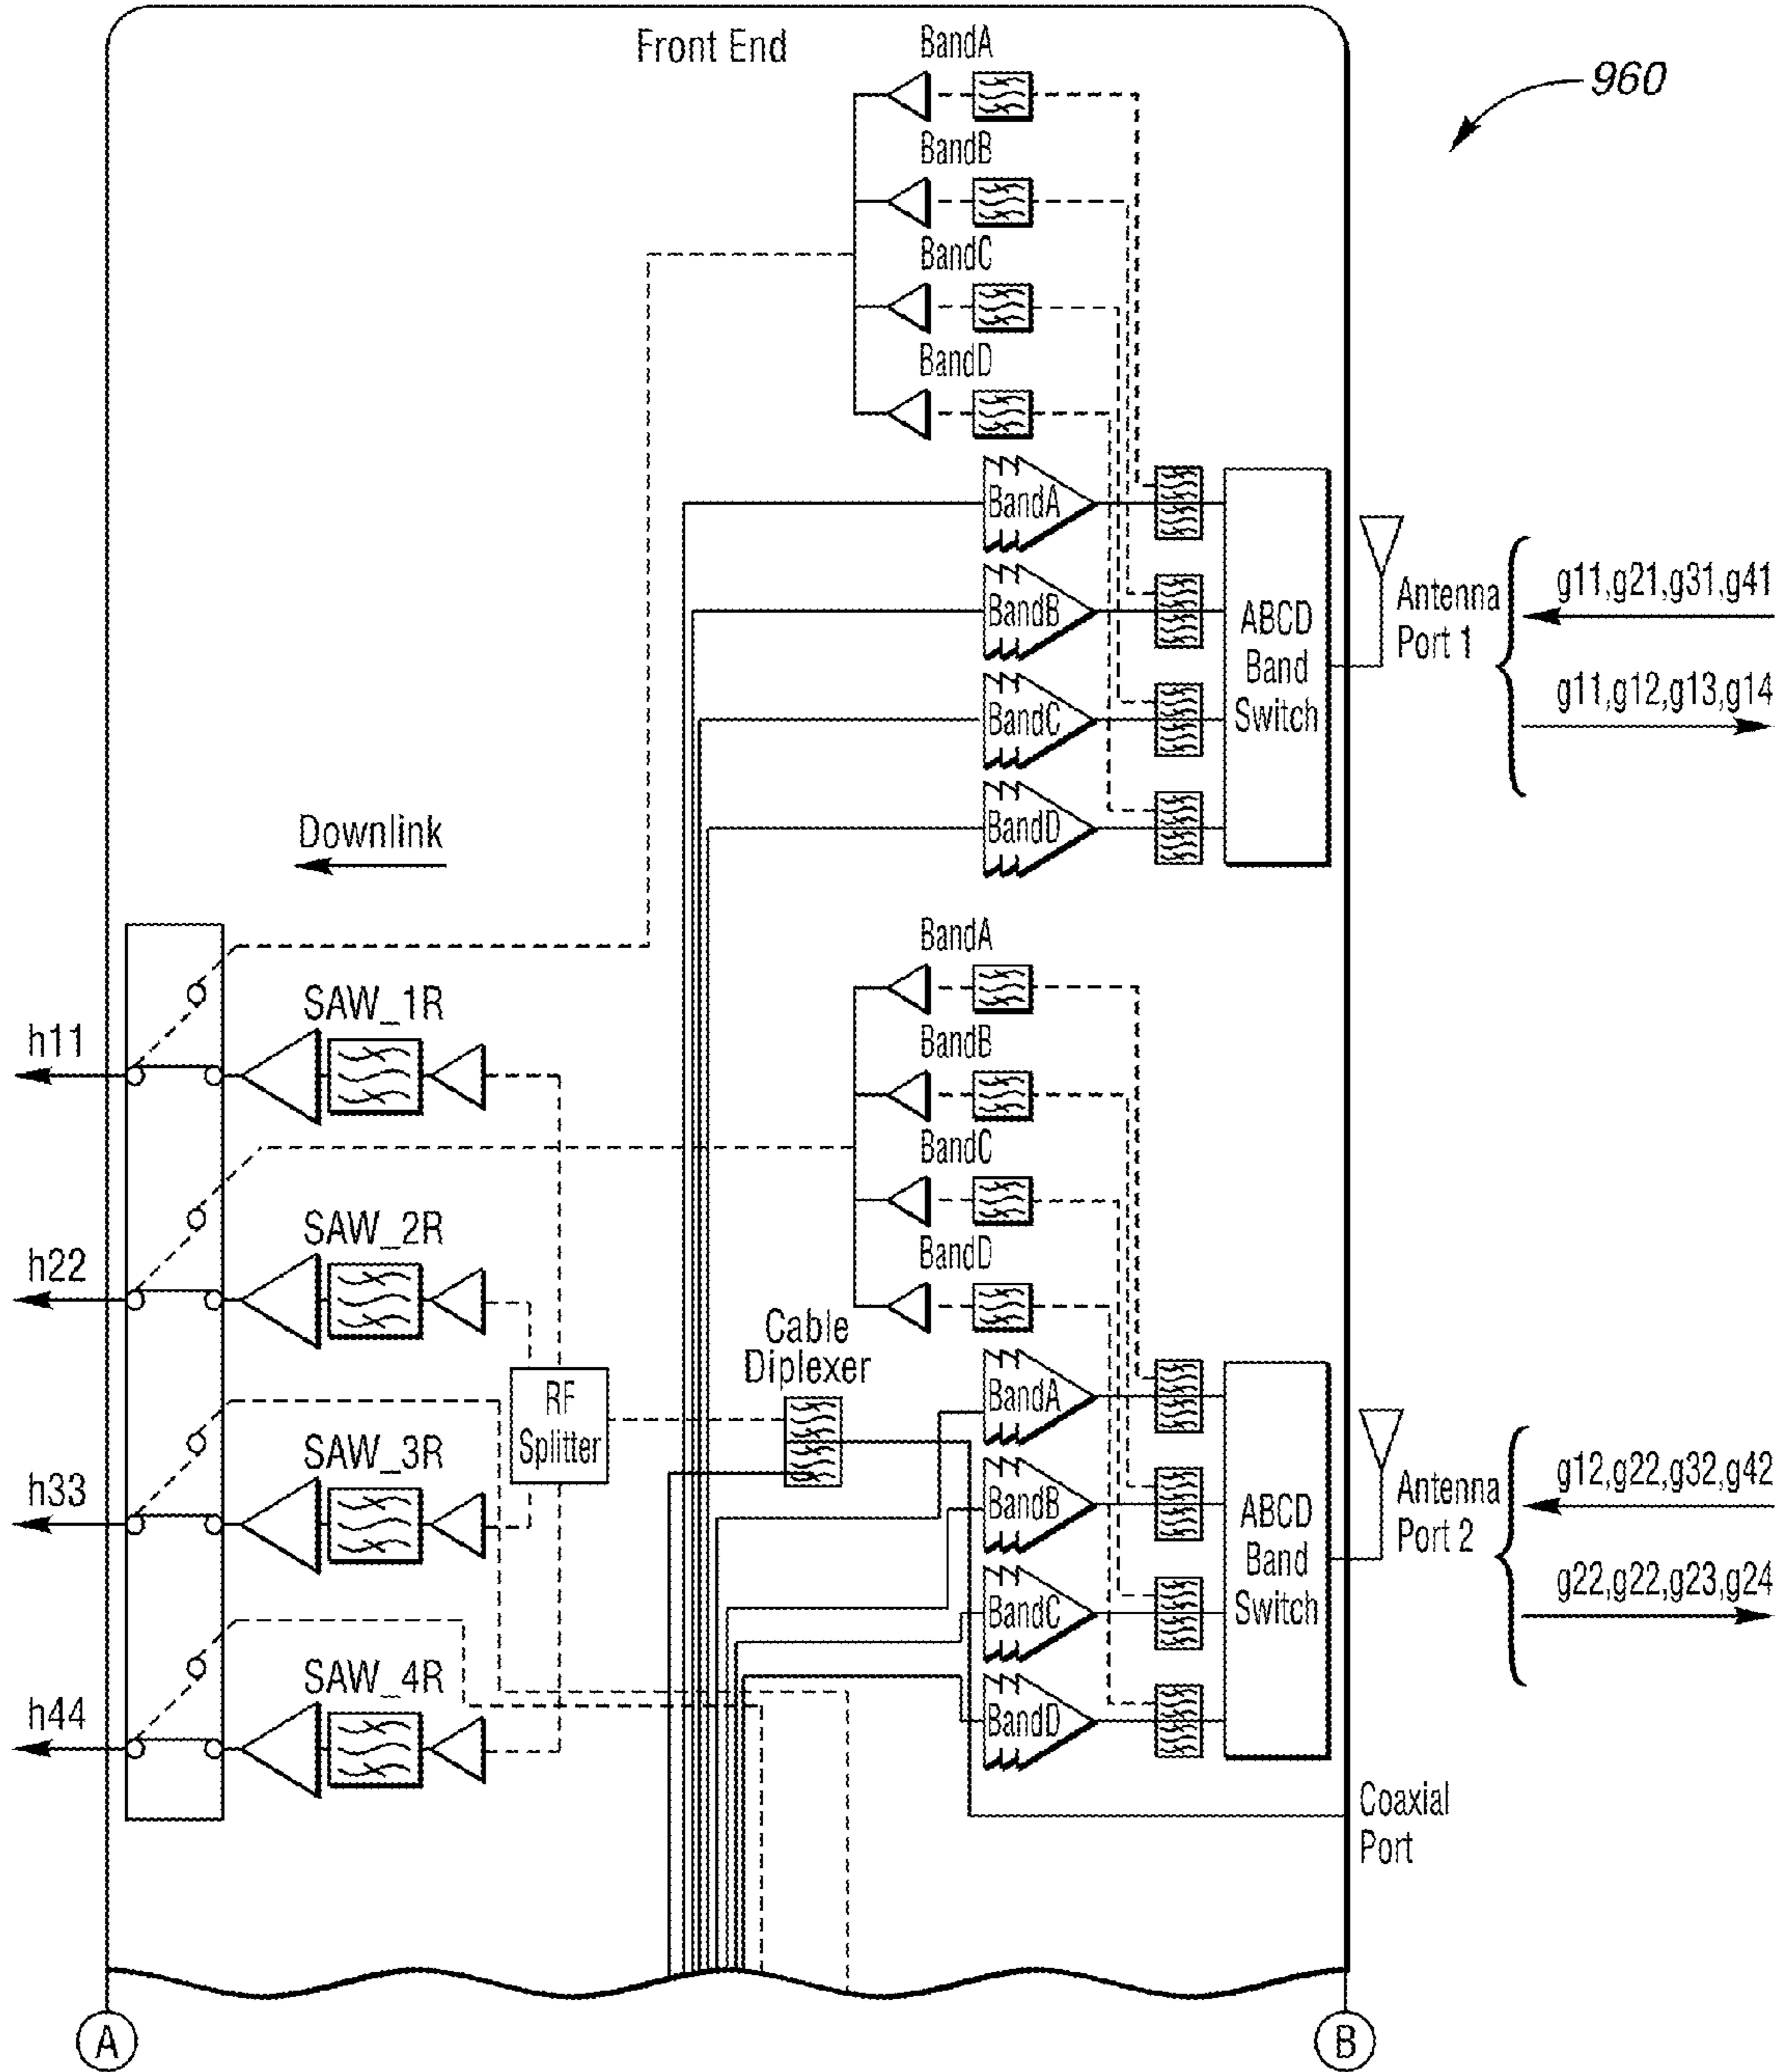 Front End
960
BandA
BandB
BandC
BandD
BandA
BandB
BandC
BandD
ABCD
Band
Switch
Antenna
Port 1
g11,g21,g31,g41
g11,g12,g13,g14
Downlink
h11
SAW_1R
h22
SAW_2R
h33
SAW_3R
h44
SAW_4R
RF
Splitter
Cable
Diplexer
BandA
BandB
BandC
BandD
BandA
BandB
BandC
BandD
ABCD
Band
Switch
Antenna
Port 2
g12,g22,g32,g42
g22,g22,g23,g24
Coaxial
Port
A
B